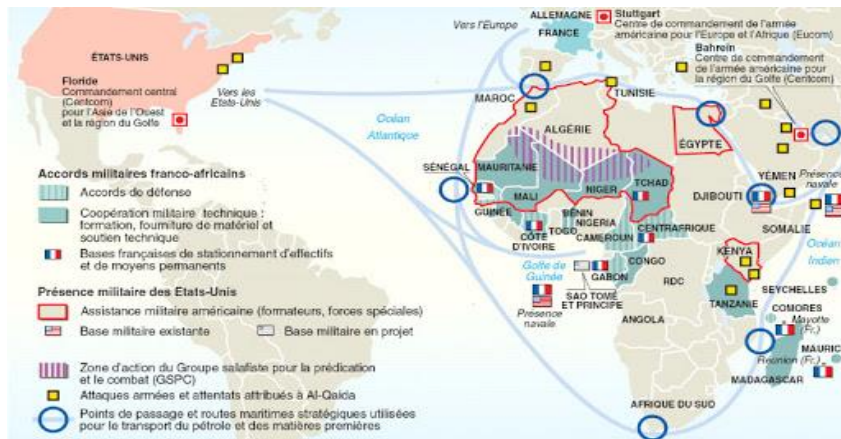 Vers l'Europe
ALLEMAGNE
FRANCE
Stuttgart
Centre de commandement de l'armée
américaine pour l'Europe et l'Afrique (Eucom)
Bahreïn
Centre de commandement
de l'armée américaine pour la
région du Golfe (Centcom)
ÉTATS-UNIS
Floride
Commandement central
(Centcom)
pour l'Asie de l'Ouest
et la région du Golfe
Vers les
Etats-Unis
Océan
Atlantique
MAROC
TUNISIE
ALGÉRIE
ÉGYPTE
SÉNÉGAL
MAURITANIE
MALI
NIGER
TCHAD
YÉMEN
Présence
navale
DJIBOUTI
GUINÉE
BÉNIN
TOGO
NIGERIA
CÔTE
D'IVOIRE
CAMEROUN
CENTRAFRIQUE
SOMALIE
Océan
Indien
KENYA
Golfe de
Guinée
GABON
CONGO
RDC
SAO TOMÉ
ET PRINCIPE
SEYCHELLES
TANZANIE
Présence
navale
ANGOLA
COMORES
Mayotte
(Fr.)
MAURICE
Réunion (Fr.)
MADAGASCAR
AFRIQUE DU SUD
Accords militaires franco-africains
Accords de défense
Coopération militaire technique :
formation, fourniture de matériel et
soutien technique
Bases françaises de stationnement d'effectifs
et de moyens permanents
Présence militaire des Etats-Unis
Assistance militaire américaine (formateurs, forces spéciales)
Base militaire existante
Base militaire en projet
Zone d'action du Groupe salafiste pour la prédication
et le combat (GSPC)
Attaques armées et attentats attribués à Al-Qaida
Points de passage et routes maritimes stratégiques utilisées
pour le transport du pétrole et des matières premières